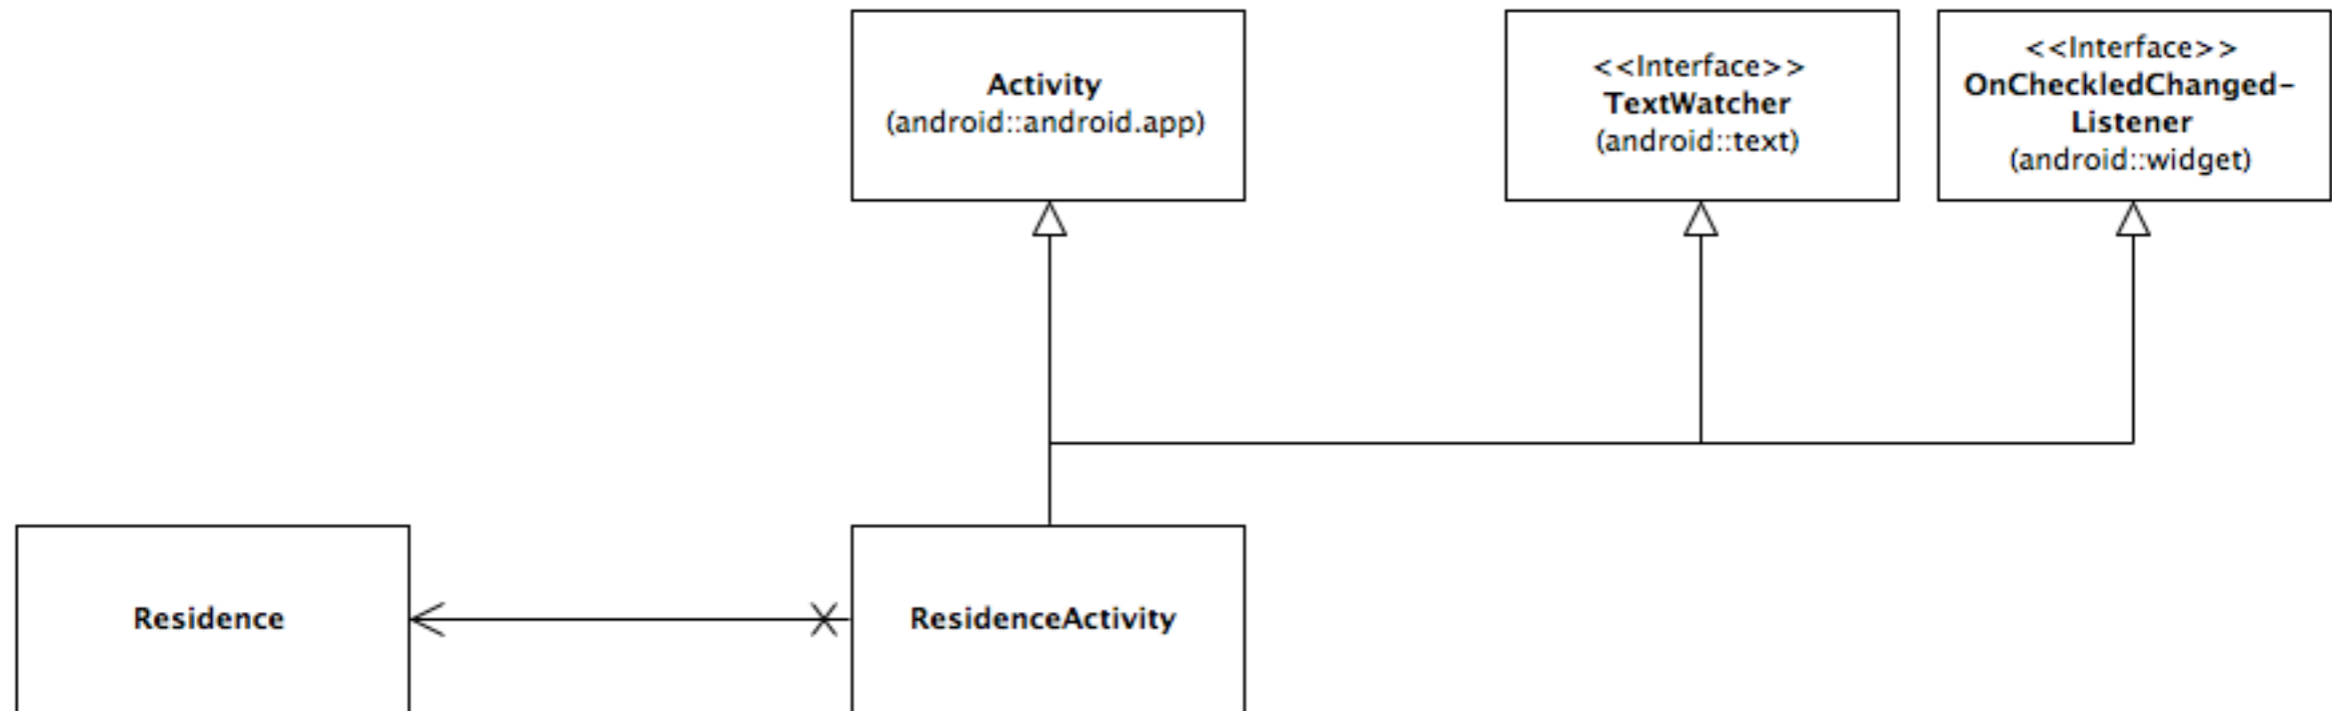 Activity
(android::android.app)
<<Interface>>
TextWatcher
(android::text)
<<Interface>>
OnCheckledChanged-
Listener
(android::widget)
Residence
ResidenceActivity